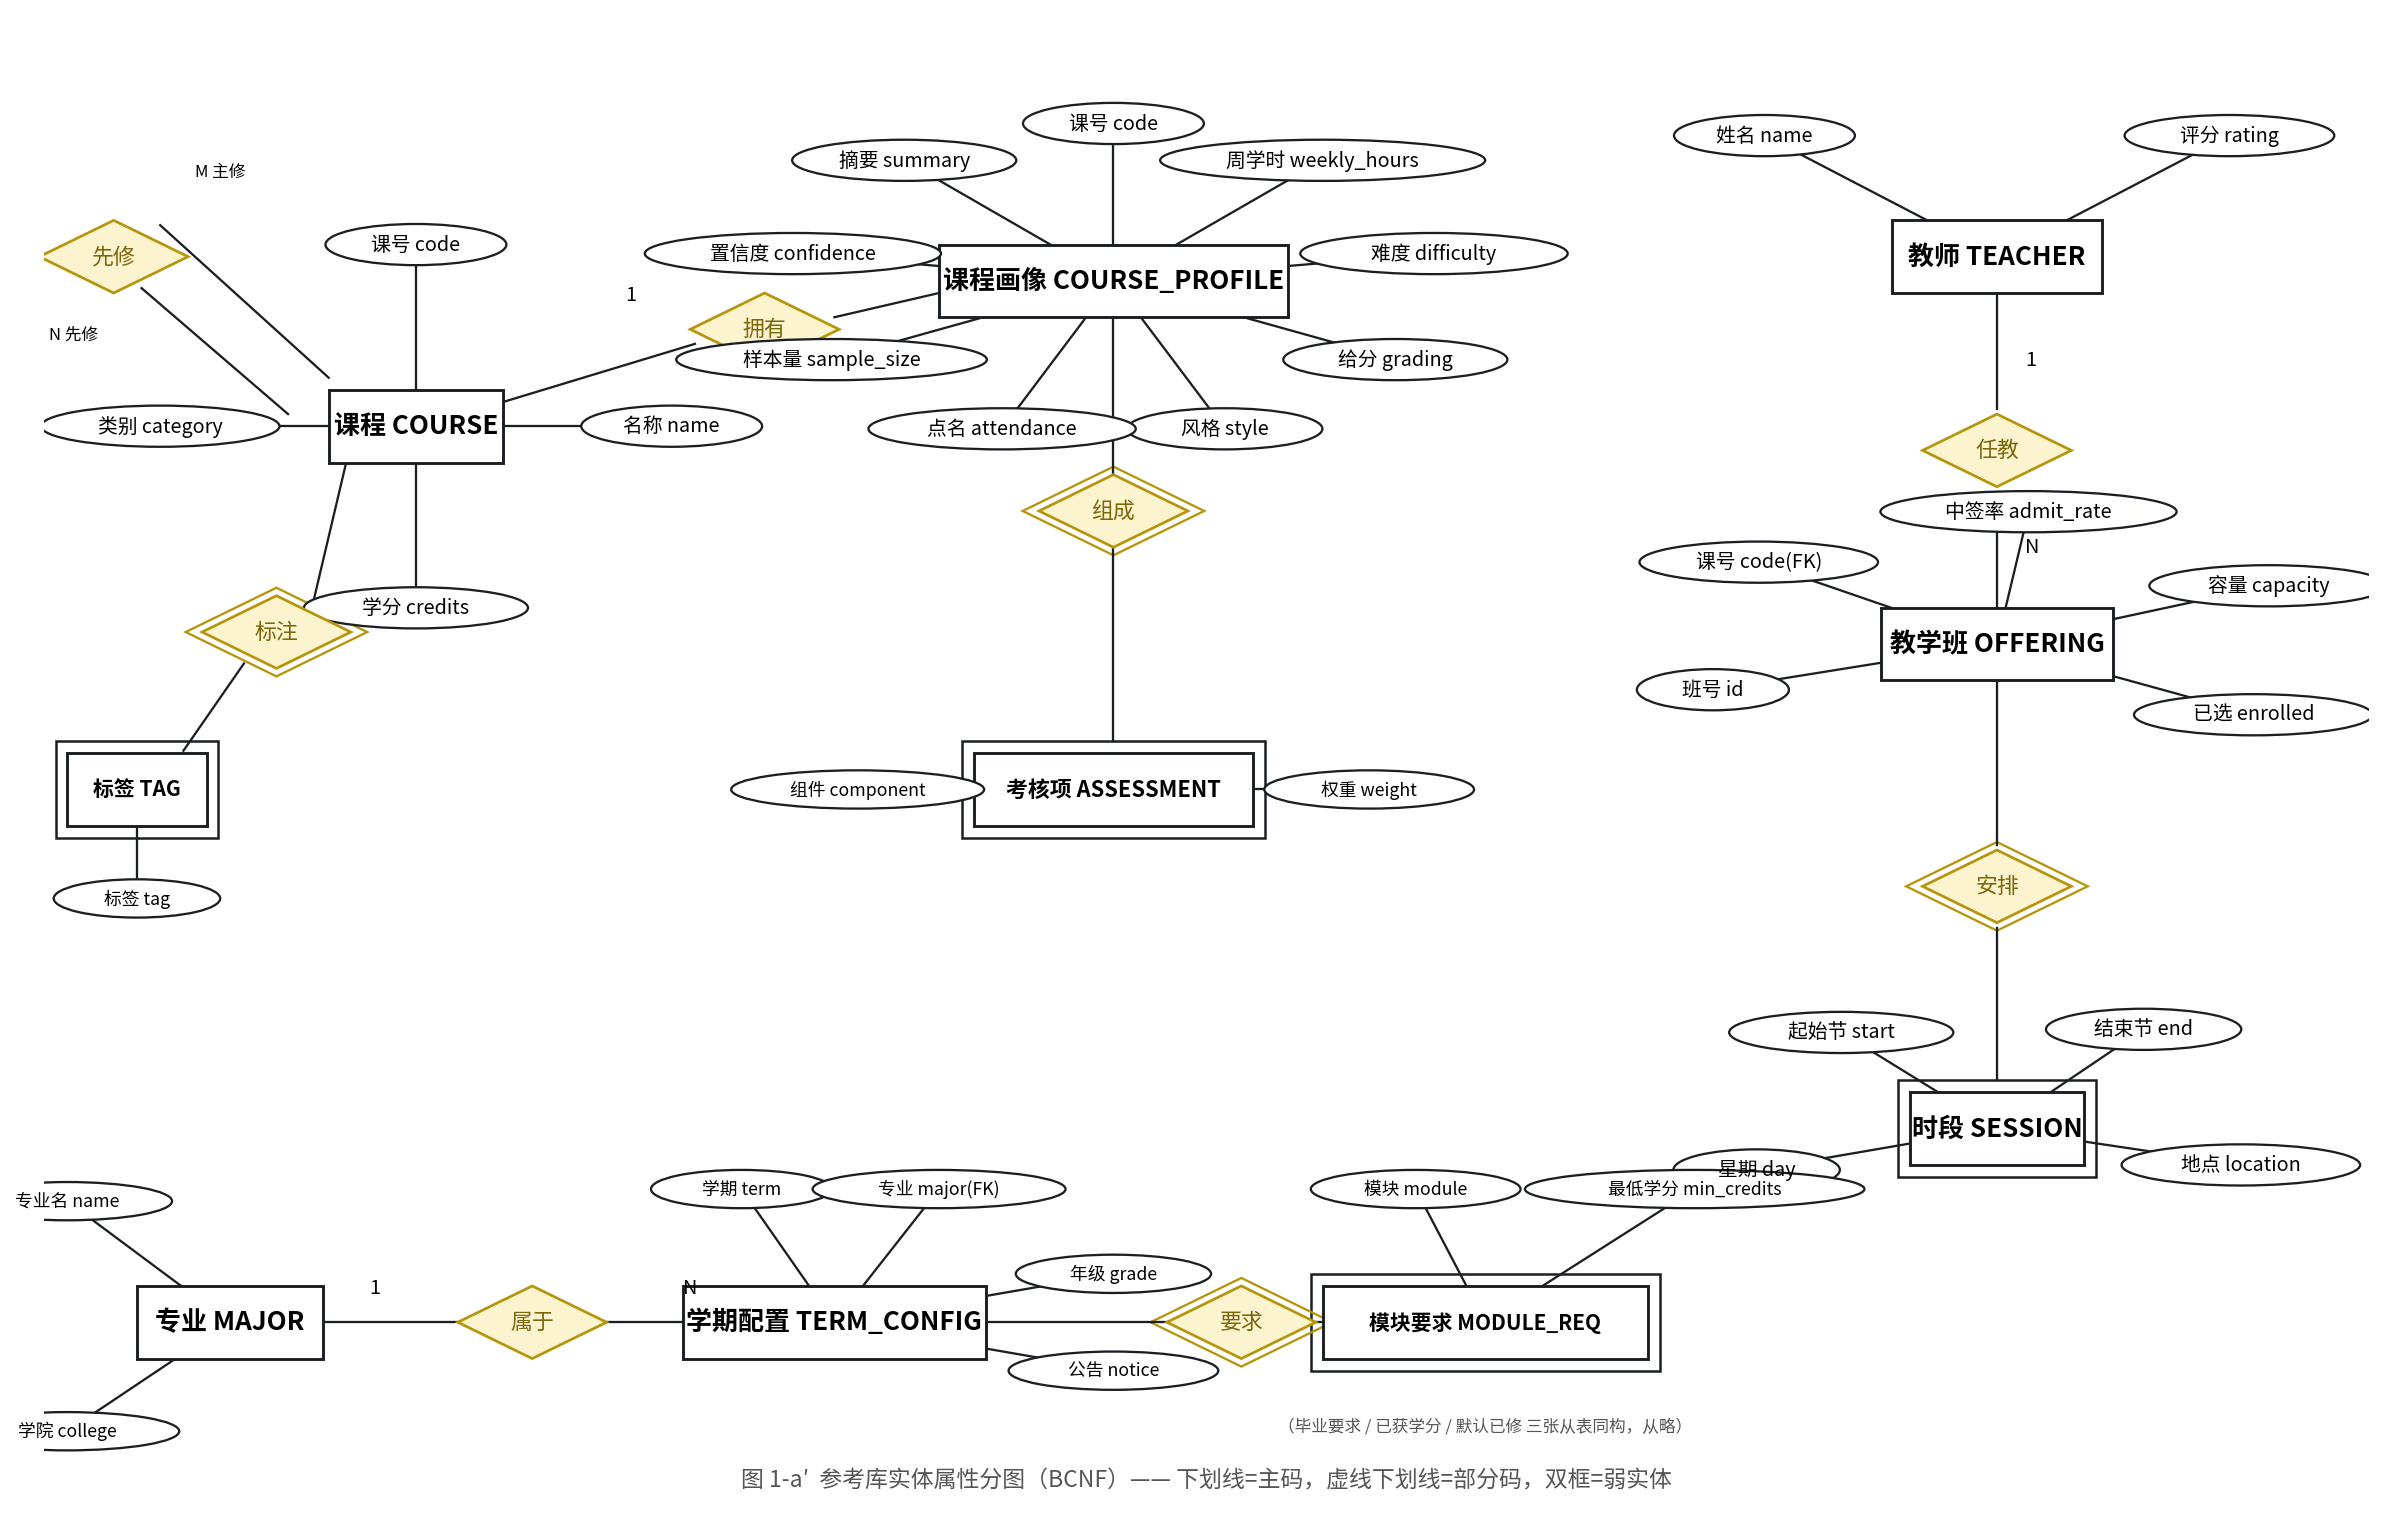 课号 code
摘要 summary
周学时 weekly_hours
姓名 name
评分 rating
M 主修
先修
课号 code
置信度 confidence
难度 difficulty
课程画像 COURSE_PROFILE
教师 TEACHER
1
拥有
N 先修
样本量 sample_size
给分 grading
1
类别 category
课程 COURSE
名称 name
点名 attendance
风格 style
任教
组成
中签率 admit_rate
N
课号 code(FK)
容量 capacity
学分 credits
标注
教学班 OFFERING
班号 id
已选 enrolled
标签 TAG
组件 component
考核项 ASSESSMENT
权重 weight
标签 tag
安排
起始节 start
结束节 end
时段 SESSION
星期 day
地点 location
专业名 name
学期 term
专业 major(FK)
模块 module
最低学分 min_credits
年级 grade
1
N
专业 MAJOR
属于
学期配置 TERM_CONFIG
要求
模块要求 MODULE_REQ
公告 notice
学院 college
（毕业要求 / 已获学分 / 默认已修 三张从表同构，从略）
图 1-a′ 参考库实体属性分图（BCNF）—— 下划线=主码，虚线下划线=部分码，双框=弱实体